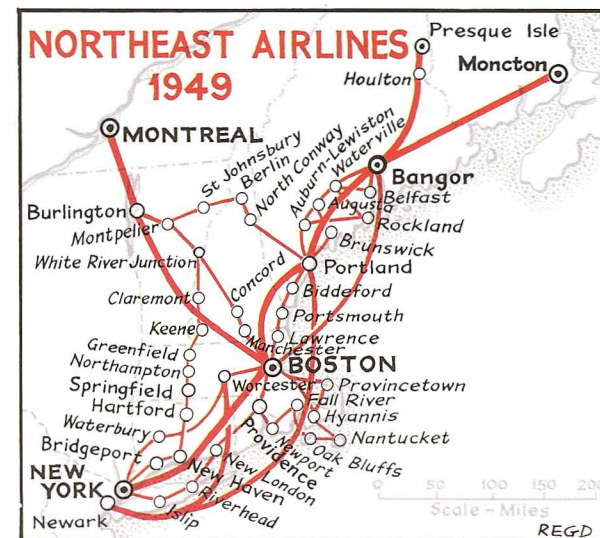 NORTHEAST AIRLINES
1949
Presque Isle
Houlton
Moncton
MONTREAL
St Johnsbury
Berlin
North Conway
Auburn-Lewiston
Waterville
Bangor
Burlington
Montpelier
Augusta
Belfast
Rockland
Brunswick
White River Junction
Portland
Claremont
Concord
Biddeford
Keene
Portsmouth
Manchester
Lawrence
Greenfield
Northampton
BOSTON
Springfield
Worcester
Provincetown
Hartford
Fall River
Hyannis
Waterbury
Providence
Newport
Nantucket
Oak Bluffs
Bridgeport
New Haven
New London
NEW
YORK
Riverhead
Newark
Islip
0 50 100 150 200
Scale - Miles
REGD